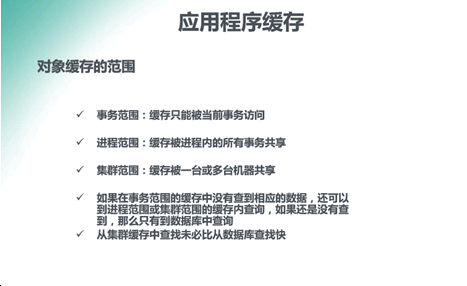 应用程序缓存
对象缓存的范围
✓ 事务范围：缓存只能被当前事务访问
✓ 进程范围：缓存被进程内的所有事务共享
✓ 集群范围：缓存被一台或多台机器共享
✓ 如果在事务范围的缓存中没有查到相应的数据，还可以
到进程范围或集群范围的缓存内查询，如果还是没有查
到，那么只有到数据库中查询
✓ 从集群缓存中查找未必比从数据库查找快